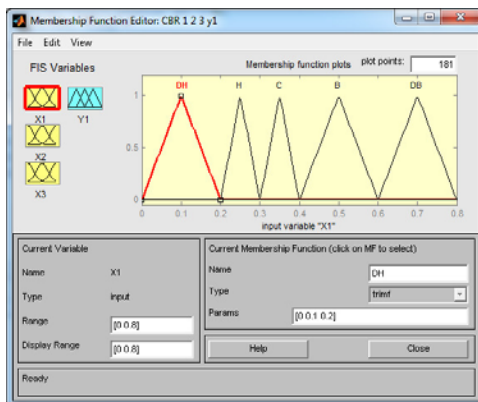 Membership Function Editor: CBR 1 2 3 y1
File Edit View
FIS Variables
Membership function plots plot points: 181
X1 Y1
X2
X3
DH H C B DB
1
0.5
0
0 0.1 0.2 0.3 0.4 0.5 0.6 0.7 0.8
input variable "X1"
Current Variable
Name X1
Type input
Range [0 0.8]
Display Range [0 0.8]
Current Membership Function (click on MF to select)
Name DH
Type trimf
Params [0 0.1 0.2]
Help Close
Ready